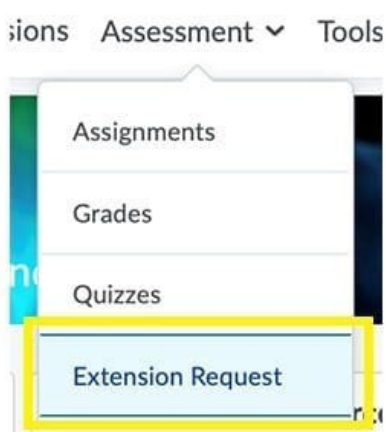 Assessment Tools
Assignments
Grades
Quizzes
Extension Request